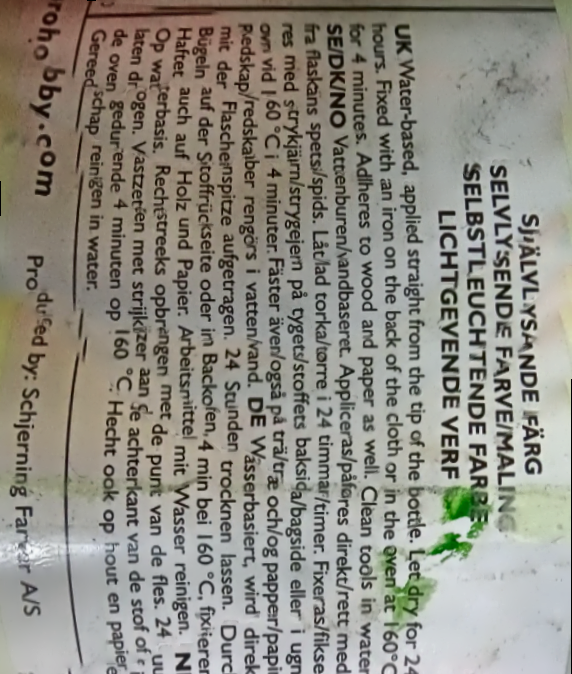 SJÄLVLYSANDE FÄRG
SELVLYSENDE FARVE/MALING
SELBSTLEUCHTENDE FARBE
LICHTGEVENDE VERF
UK Water-based, applied straight from the tip of the bottle. Let dry for 24
hours. Fixed with an iron on the back of the cloth or in the oven at 160°C
for 4 minutes. Adheres to wood and paper as well. Clean tools in water
SE/DK/NO Vattenburen/vandbaseret. Appliceras/påføres direkt/rett med
fra flaskans spets/spids. Låt/lad torka/tørre i 24 timmar/timer. Fixeras/fikse
res med strykjärn/strygejern på tygets/stoffets baksida/bagside eller i ugn
ovn vid 160 °C i 4 minuter. Fäster även/også på trä/træ och/og papper/papi
Redskap/redskaber rengörs i vatten/vand. DE Wasserbasiert, wird direk
mit der Flascheinspitze aufgetragen. 24 Stunden trocknen lassen. Durc
Bügeln auf der Stoffrückseite oder im Backofen, 4 min bei 160 °C, fixierer
Haftet auch auf Holz und Papier. Arbeitsmittel mit Wasser reinigen. N
Op waterbasis. Rechtstreeks opbrengen met de punt van de fles. 24 uu
laten drogen. Vastzetten met strijkijzer aan de achterkant van de stof of i
de oven gedurende 4 minuten op 160 °C. Hecht ook op hout en papier
Gereedschap reinigen in water.
rohobby.com Produced by: Schjerning Farver A/S